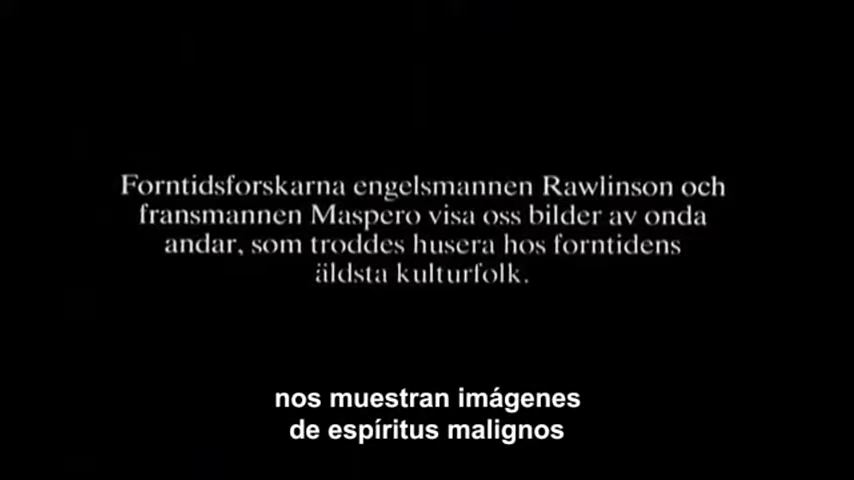 Forntidsforskarna engelsmannen Rawlinson och
fransmannen Maspero visa oss bilder av onda
andar, som troddes husera hos forntidens
äldsta kulturfolk.
nos muestran imágenes
de espíritus malignos